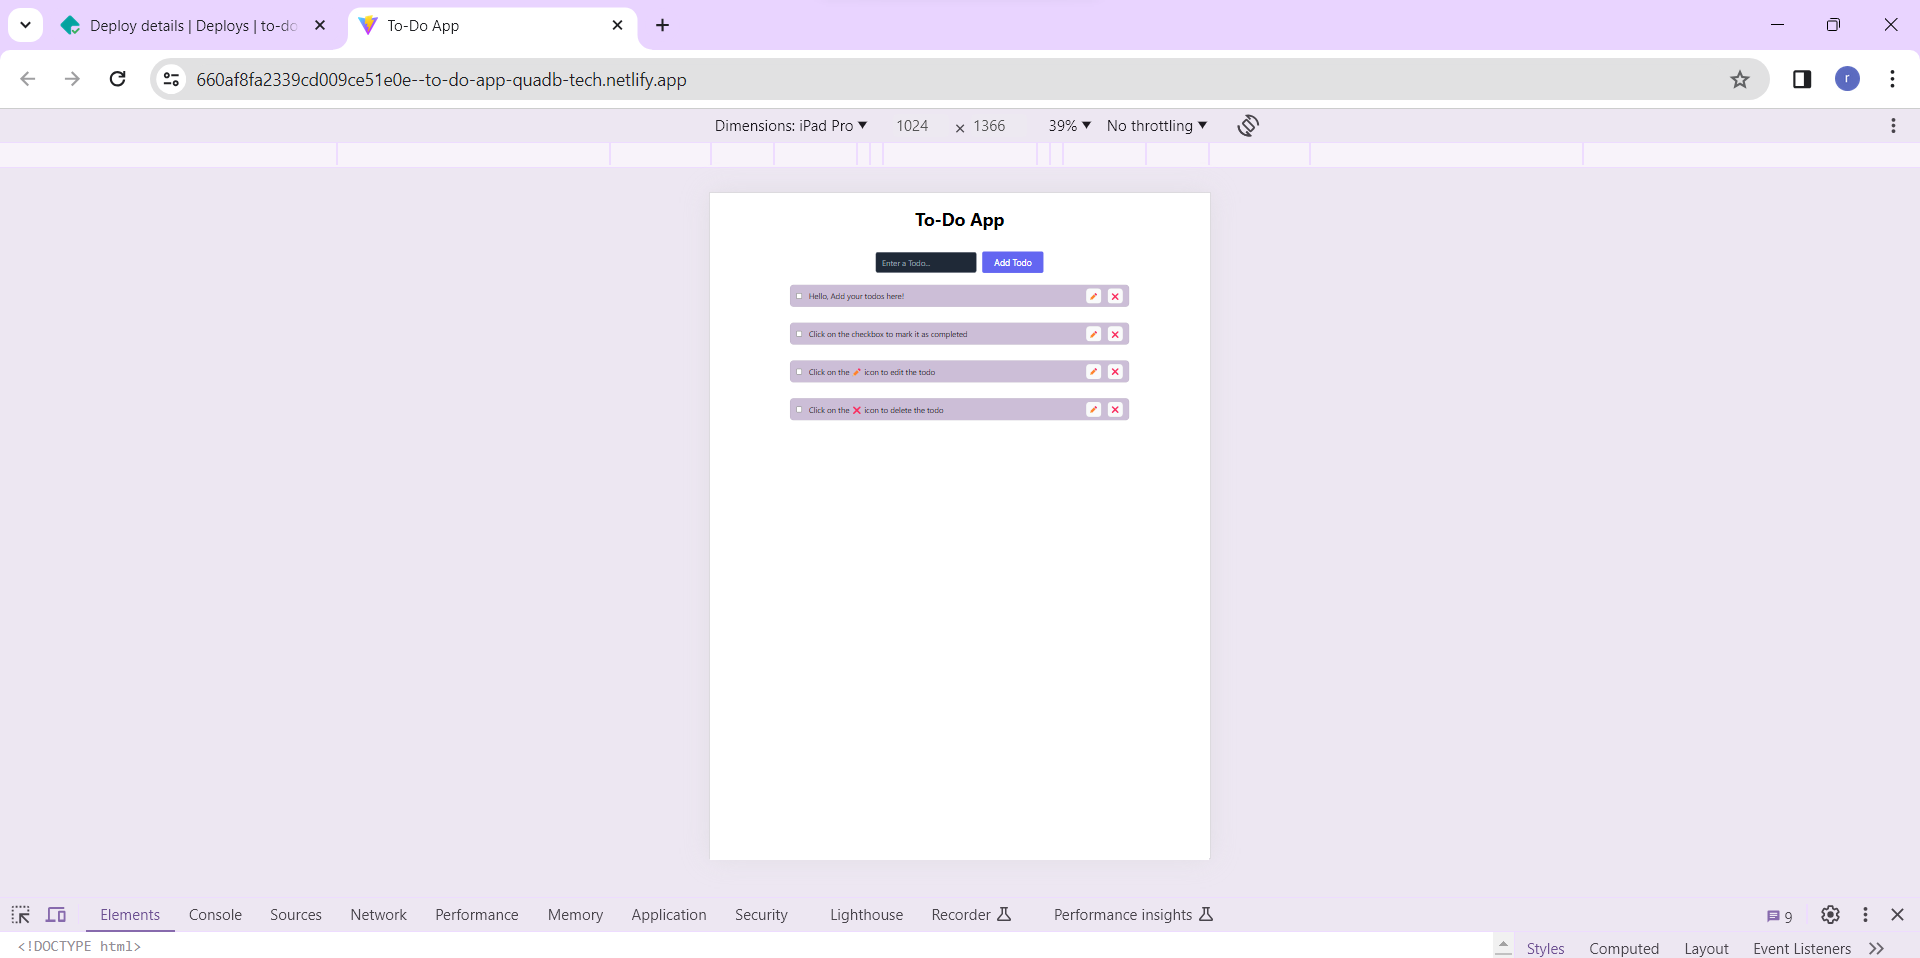 Deploy details | Deploys | to-do
To-Do App
660af8fa2339cd009ce51e0e--to-do-app-quadb-tech.netlify.app
r
Dimensions: iPad Pro 1024 × 1366 39% No throttling
To-Do App
Enter a Todo... Add Todo
Hello, Add your todos here!
Click on the checkbox to mark it as completed
Click on the icon to edit the todo
Click on the ❌ icon to delete the todo
Elements Console Sources Network Performance Memory Application Security Lighthouse Recorder Performance insights 9
<!DOCTYPE html>
Styles Computed Layout Event Listeners